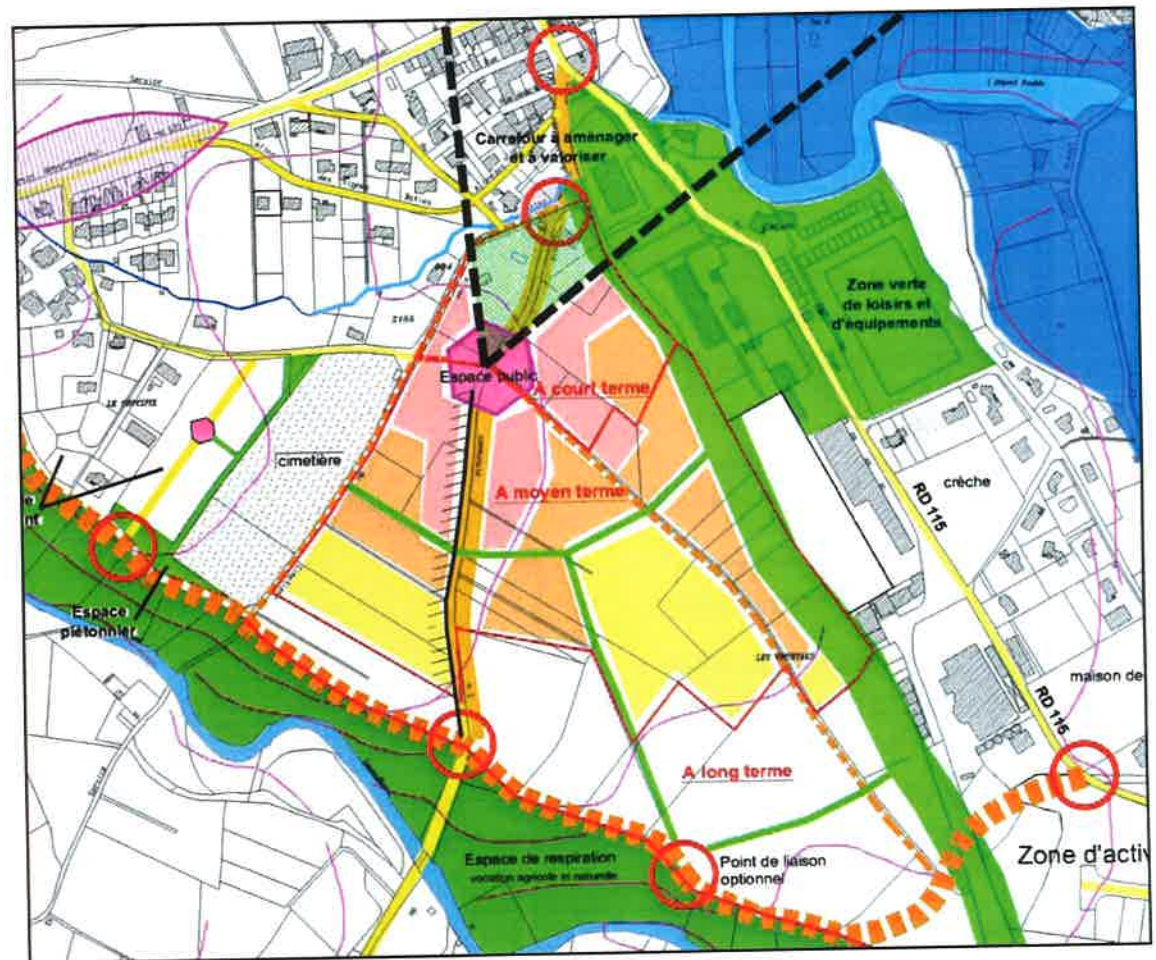 Carrefour à aménager
et à valoriser
Zone verte
de loisirs et
d'équipements
Espace public
A court terme
cimetière
A moyen terme
RD 115
crèche
Espace
piétonnier
maison de
RD 115
A long terme
Espace de respiration
vocation agricole et naturelle
Point de liaison
optionnel
Zone d'activ